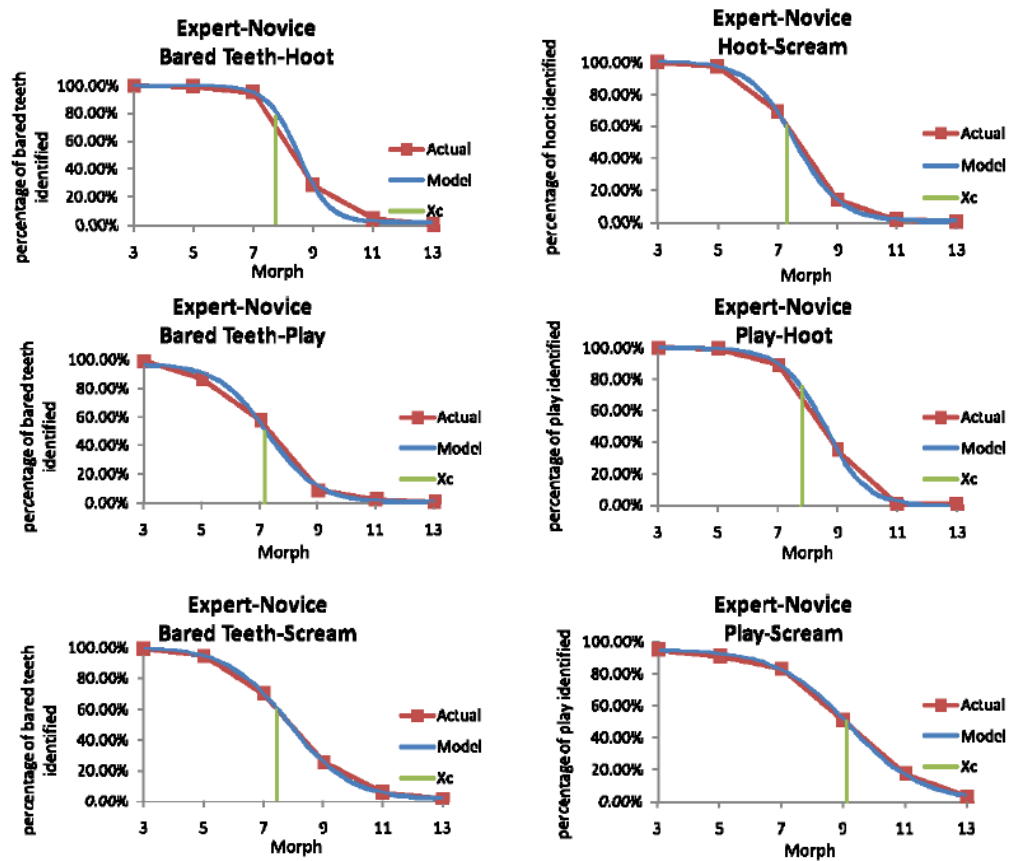 Expert-Novice
Bared Teeth-Hoot
percentage of bared teeth
identified
100.00%
80.00%
60.00%
40.00%
20.00%
0.00%
3 5 7 9 11 13
Morph
Actual
Model
Xc
Expert-Novice
Hoot-Scream
percentage of hoot identified
100.00%
80.00%
60.00%
40.00%
20.00%
0.00%
3 5 7 9 11 13
Morph
Actual
Model
Xc
Expert-Novice
Bared Teeth-Play
percentage of bared teeth
identified
100.00%
80.00%
60.00%
40.00%
20.00%
0.00%
3 5 7 9 11 13
Morph
Actual
Model
Xc
Expert-Novice
Play-Hoot
percentage of play identified
100.00%
80.00%
60.00%
40.00%
20.00%
0.00%
3 5 7 9 11 13
Morph
Actual
Model
Xc
Expert-Novice
Bared Teeth-Scream
percentage of bared teeth
identified
100.00%
80.00%
60.00%
40.00%
20.00%
0.00%
3 5 7 9 11 13
Morph
Actual
Model
Xc
Expert-Novice
Play-Scream
percentage of play identified
100.00%
80.00%
60.00%
40.00%
20.00%
0.00%
3 5 7 9 11 13
Morph
Actual
Model
Xc